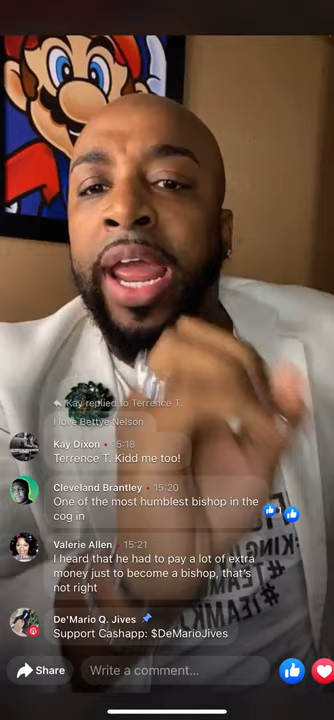 Kay replied to Terrence T.
I love Bettye Nelson
Kay Dixon • 15:18
Terrence T. Kidd me too!
Cleveland Brantley • 15:20
One of the most humblest bishop in the
cog in
Valerie Allen • 15:21
I heard that he had to pay a lot of extra
money just to become a bishop, that's
not right
De'Mario Q. Jives
Support Cashapp: $DeMarioJives
Share
Write a comment...